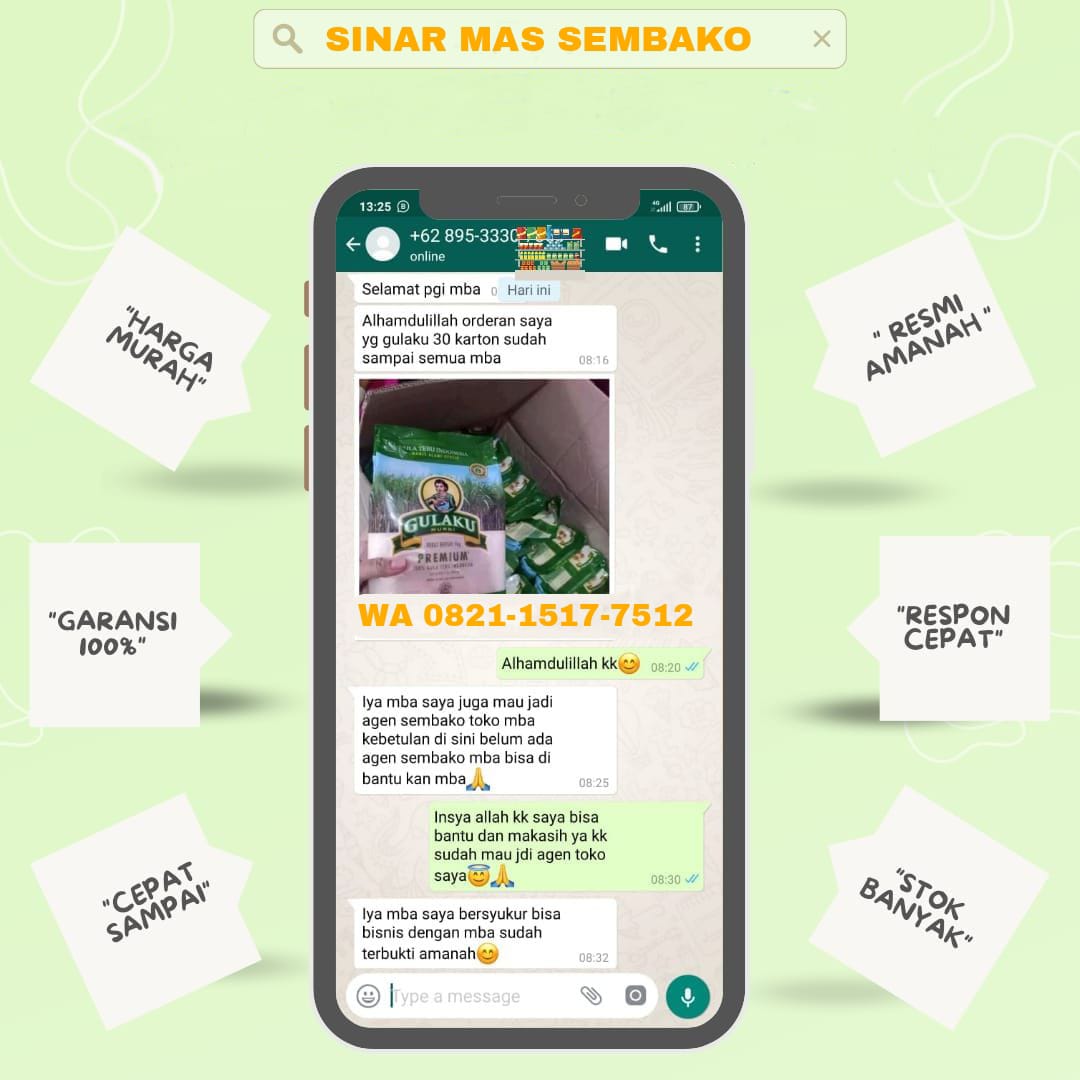 SINAR MAS SEMBAKO
13:25
4G
87
+62 895-3330
online
Selamat pgi mba
Hari ini
Alhamdulillah orderan saya
yg gulaku 30 karton sudah
sampai semua mba
08:16
GULA TEBU INDONESIA
GULAKU
MURNI
PREMIUM
WA 0821-1517-7512
Alhamdulillah kk😊
08:20
Iya mba saya juga mau jadi
agen sembako toko mba
kebetulan di sini belum ada
agen sembako mba bisa di
bantu kan mba🙏
08:25
Insya allah kk saya bisa
bantu dan makasih ya kk
sudah mau jdi agen toko
saya😇🙏
08:30
Iya mba saya bersyukur bisa
bisnis dengan mba sudah
terbukti amanah😊
08:32
Type a message
"HARGA
MURAH"
"GARANSI
100%"
"CEPAT
SAMPAI"
" RESMI
AMANAH "
"RESPON
CEPAT"
"STOK
BANYAK"